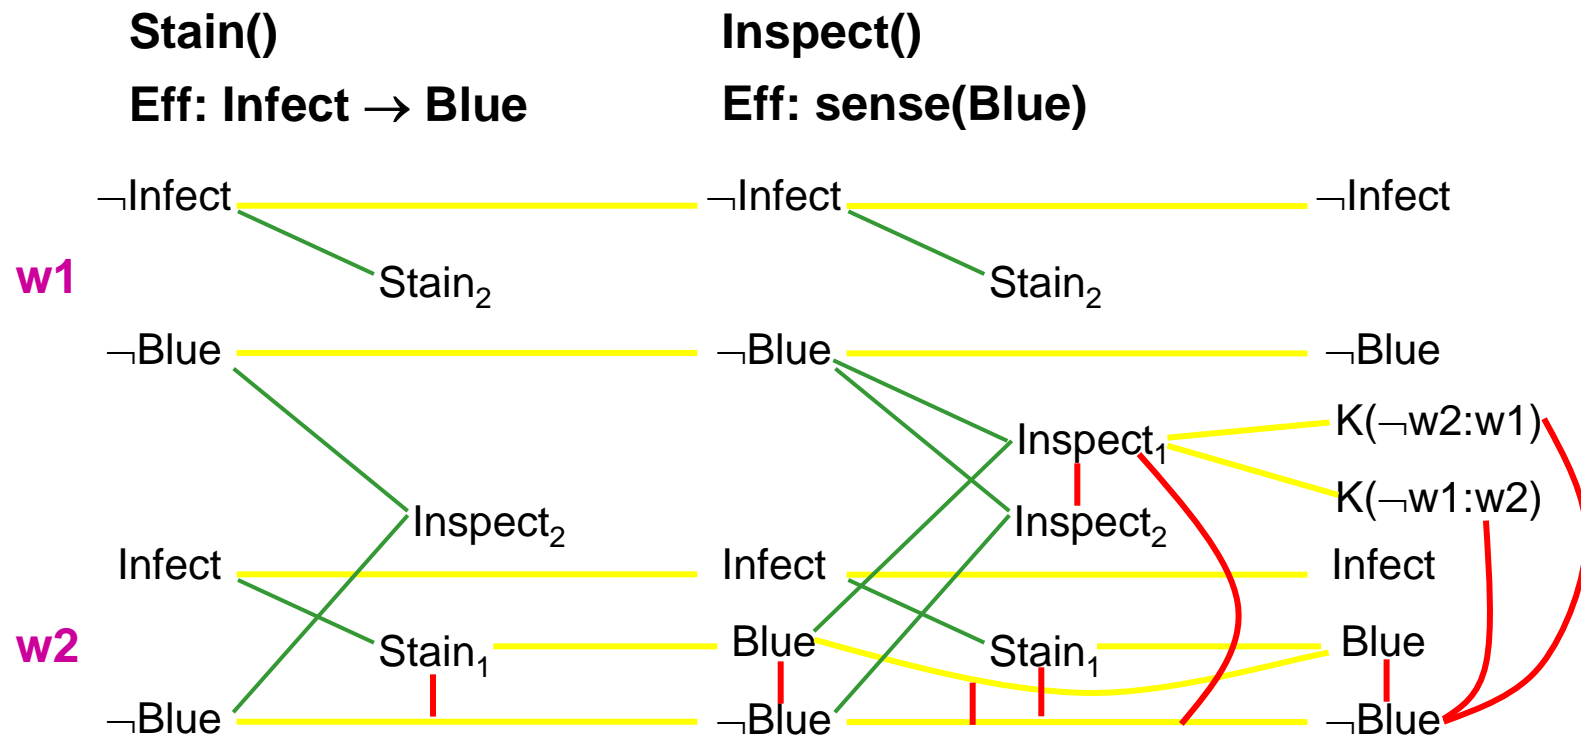 Stain() Inspect()
Eff: Infect → Blue Eff: sense(Blue)
¬Infect ¬Infect ¬Infect
w1
Stain₂ Stain₂
¬Blue ¬Blue ¬Blue
K(¬w2:w1)
Inspect₁
K(¬w1:w2)
Inspect₂ Inspect₂
Infect Infect Infect
w2
Stain₁ Blue Stain₁ Blue
¬Blue ¬Blue ¬Blue